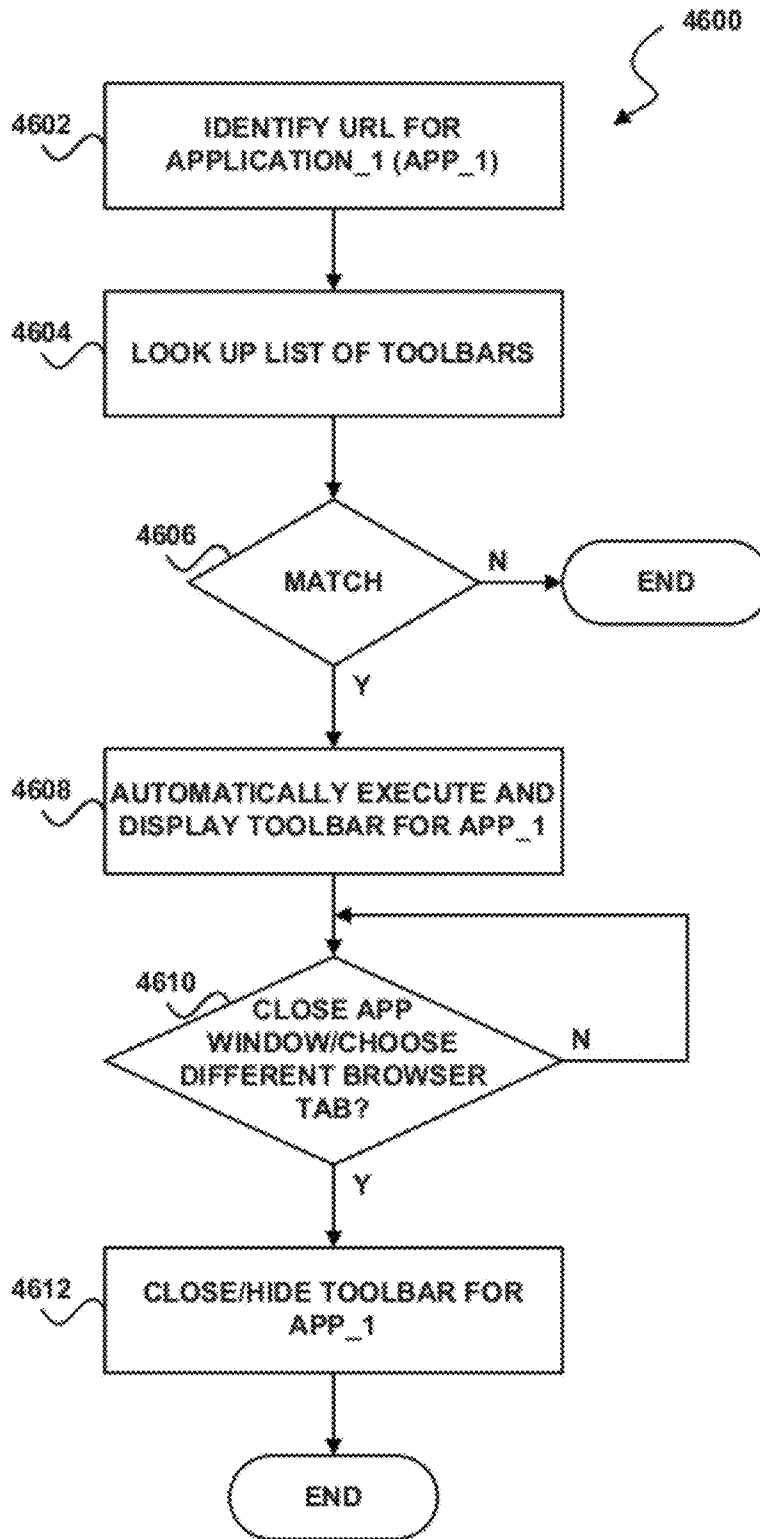 4600
4602
IDENTIFY URL FOR
APPLICATION_1 (APP_1)
4604
LOOK UP LIST OF TOOLBARS
4606
MATCH
N
END
Y
4608
AUTOMATICALLY EXECUTE AND
DISPLAY TOOLBAR FOR APP_1
4610
CLOSE APP
WINDOW/CHOOSE
DIFFERENT BROWSER
TAB?
N
Y
4612
CLOSE/HIDE TOOLBAR FOR
APP_1
END